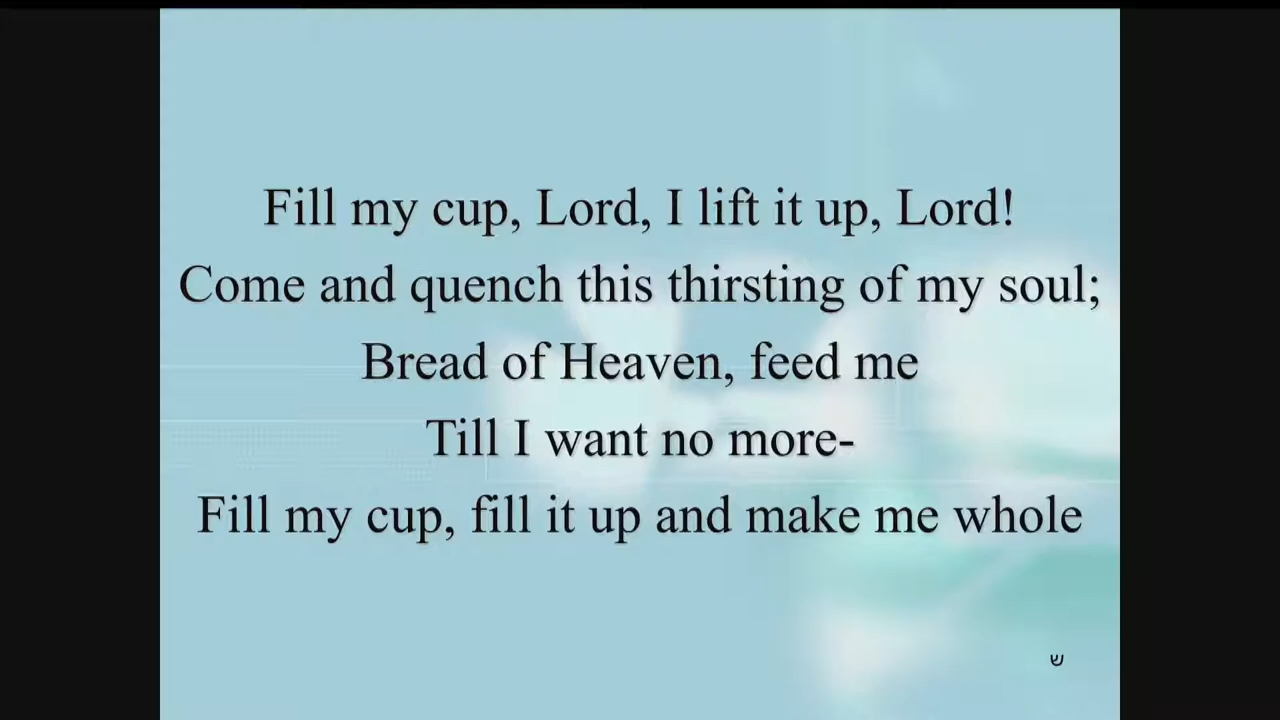 Fill my cup, Lord, I lift it up, Lord!
Come and quench this thirsting of my soul;
Bread of Heaven, feed me
Till I want no more-
Fill my cup, fill it up and make me whole
ש